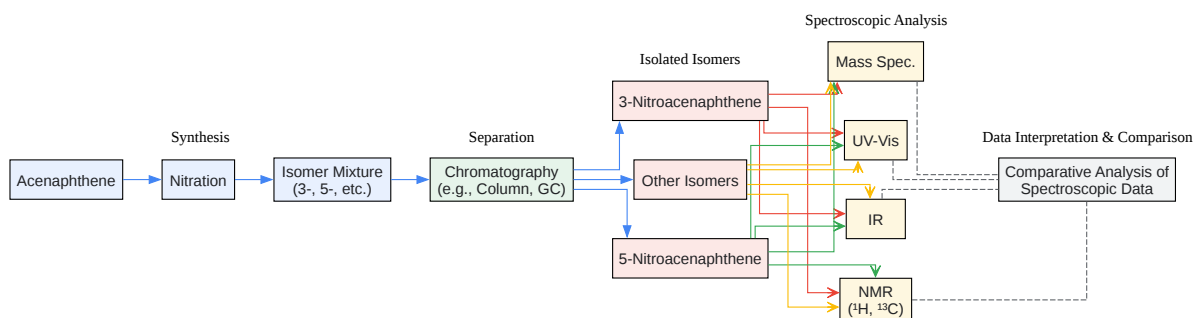 Spectroscopic Analysis
Mass Spec.
Isolated Isomers
3-Nitroacenaphthene
Synthesis
Separation
UV-Vis
Data Interpretation & Comparison
Acenaphthene
Nitration
Isomer Mixture
(3-, 5-, etc.)
Chromatography
(e.g., Column, GC)
Other Isomers
Comparative Analysis of
Spectroscopic Data
IR
5-Nitroacenaphthene
NMR
(¹H, ¹³C)